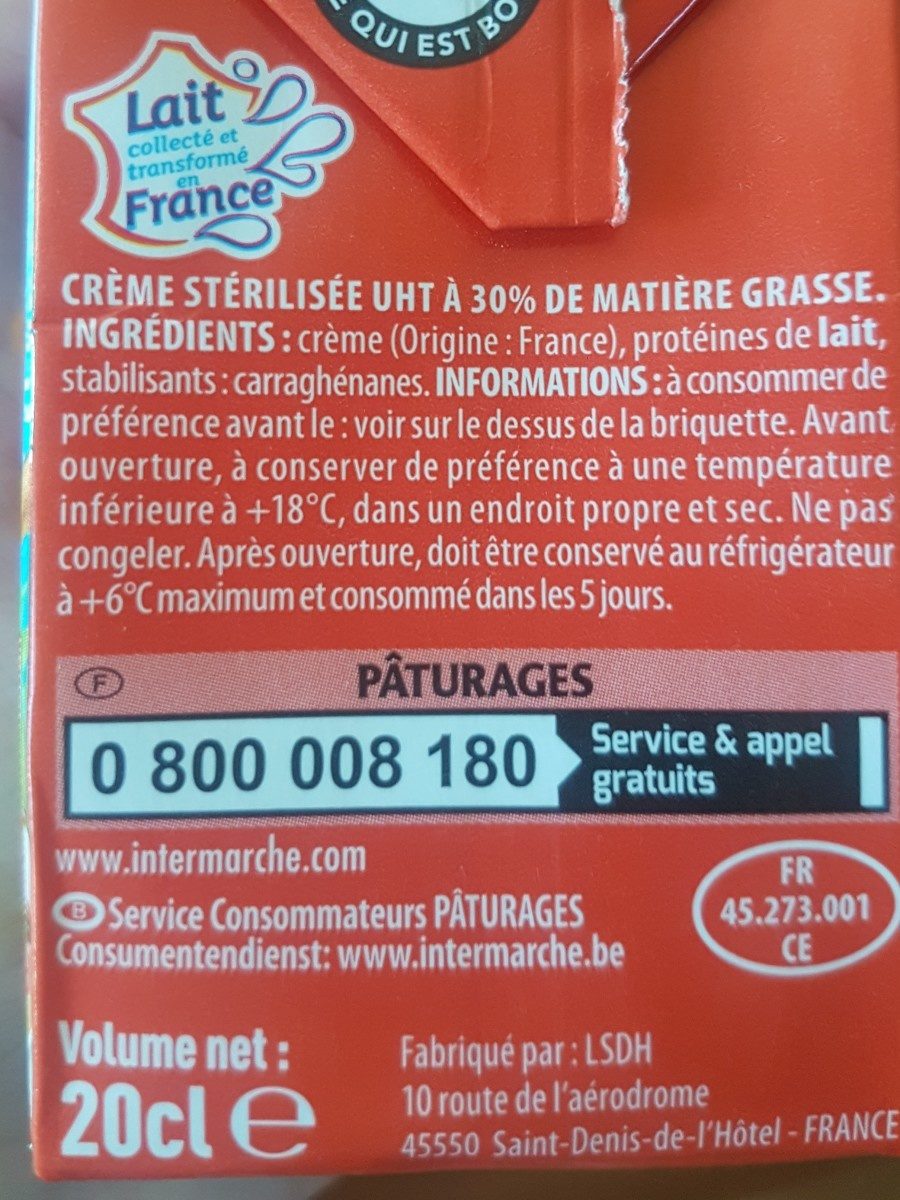 QUI EST BO
Lait
collecté et
transformé
en
France
CRÈME STÉRILISÉE UHT À 30% DE MATIÈRE GRASSE.
INGRÉDIENTS : crème (Origine : France), protéines de lait,
stabilisants : carraghénanes. INFORMATIONS : à consommer de
préférence avant le : voir sur le dessus de la briquette. Avant
ouverture, à conserver de préférence à une température
inférieure à +18°C, dans un endroit propre et sec. Ne pas
congeler. Après ouverture, doit être conservé au réfrigérateur
à +6°C maximum et consommé dans les 5 jours.
F PÂTURAGES
0 800 008 180 Service & appel
gratuits
www.intermarche.com
B Service Consommateurs PÂTURAGES
Consumentendienst: www.intermarche.be
FR
45.273.001
CE
Volume net :
20cl e
Fabriqué par : LSDH
10 route de l'aérodrome
45550 Saint-Denis-de-l'Hôtel - FRANCE